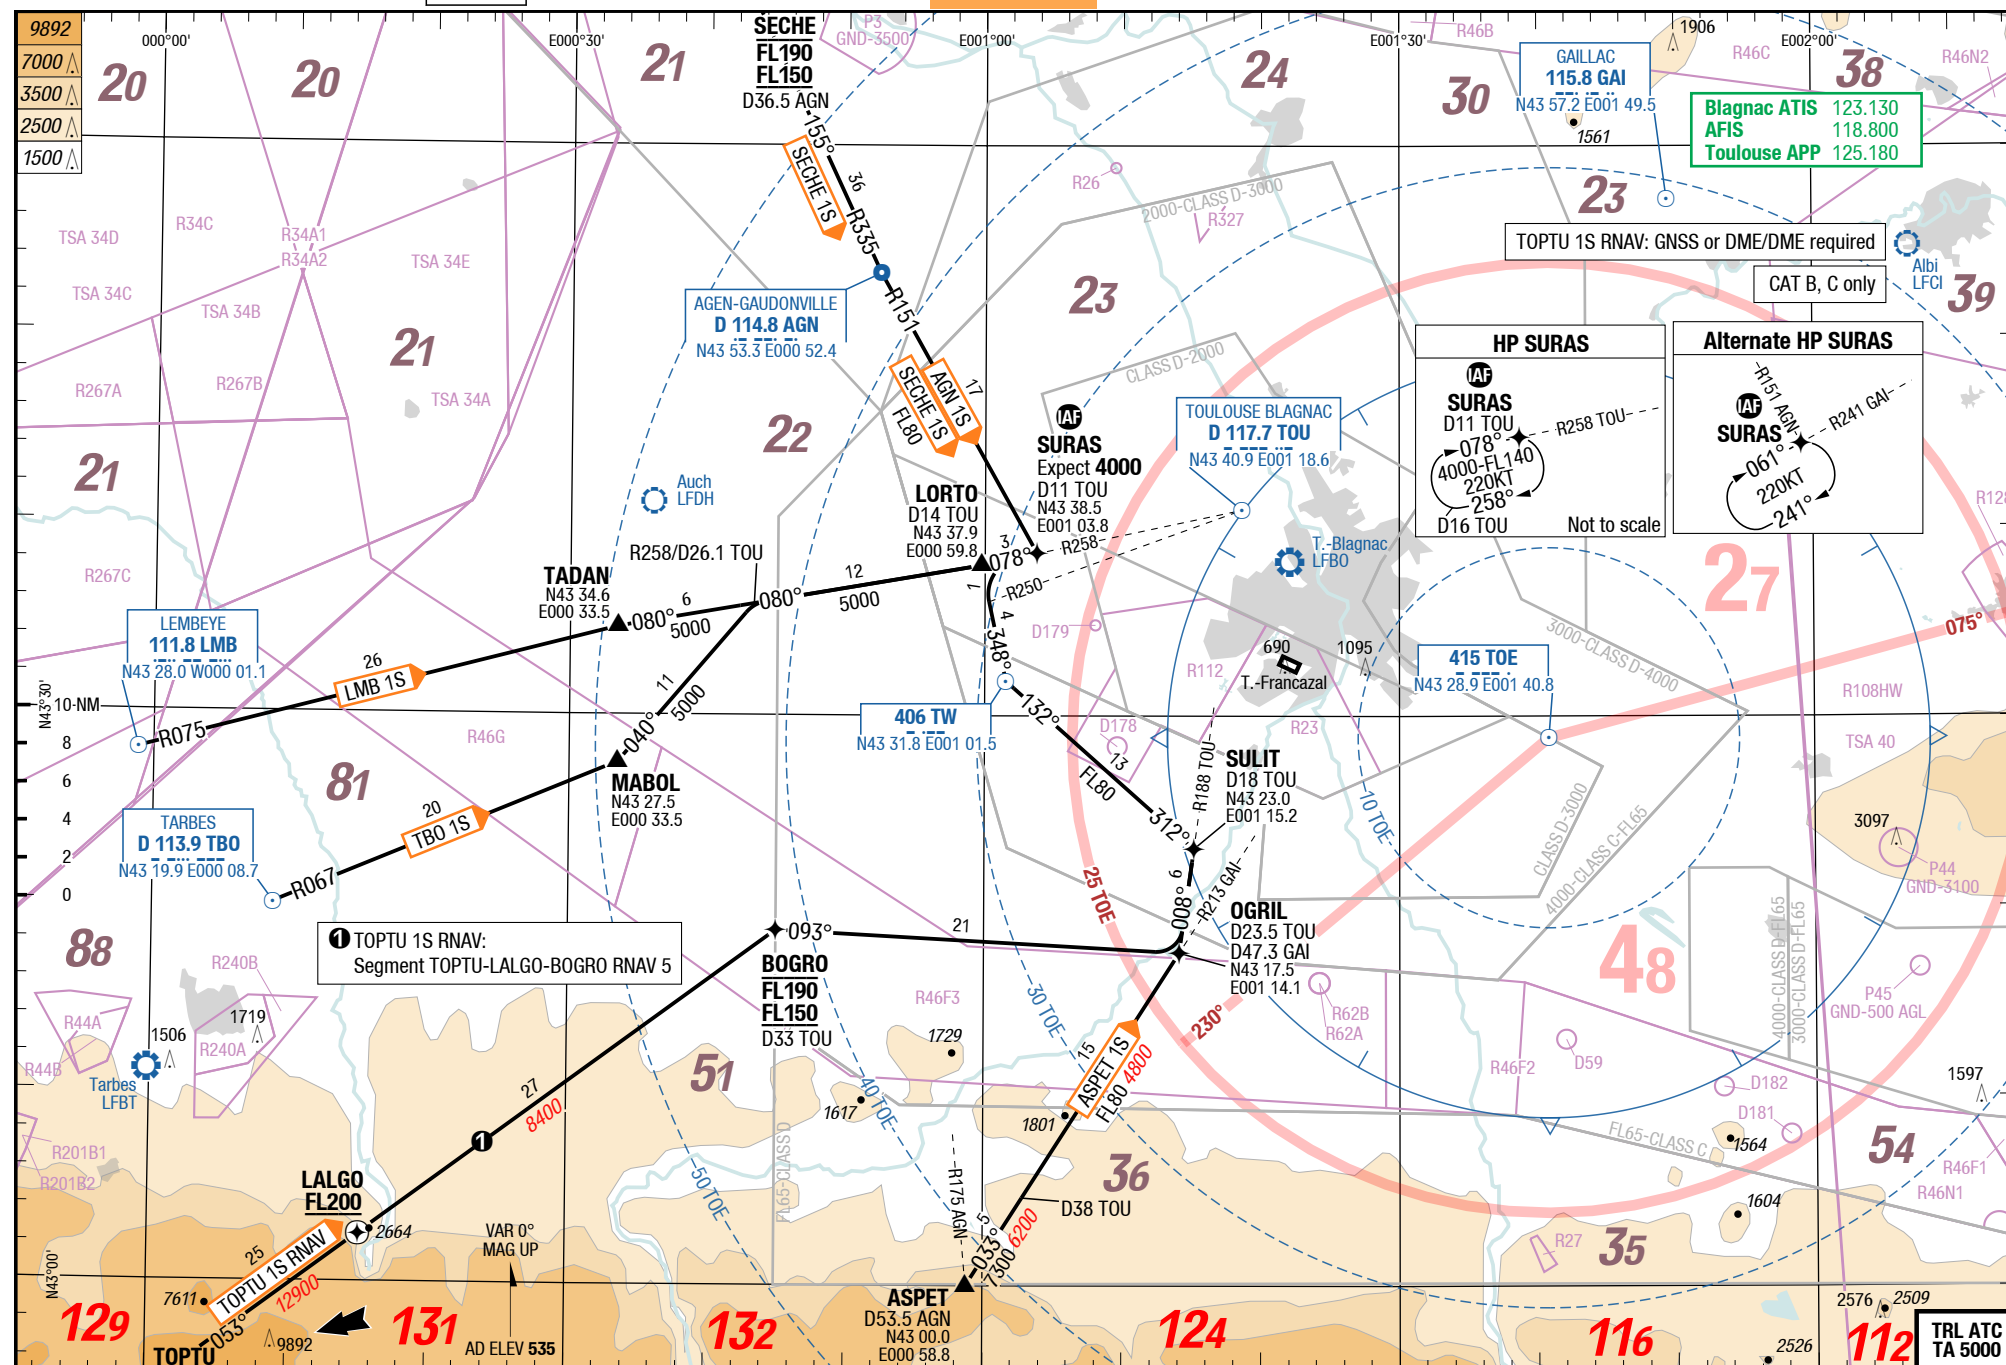 9892
7000
3500
2500
1500
000°00'
E000°30'
E001°00'
E001°30'
E002°00'
20
20
21
24
30
38
SECHE
FL190
FL150
D36.5 AGN
P3
GND-3500
R46B
1906
R46C
R46N2
GAILLAC
115.8 GAI
N43 57.2 E001 49.5
1561
Blagnac ATIS 123.130
AFIS 118.800
Toulouse APP 125.180
155°
36
SECHE 1S
R335
R26
2000-CLASS D-3000
R327
23
TOPTU 1S RNAV: GNSS or DME/DME required
CAT B, C only
Albi
LFCI
39
TSA 34D
R34C
R34A1
R34A2
TSA 34E
TSA 34C
TSA 34B
21
R267A
R267B
TSA 34A
AGEN-GAUDONVILLE
D 114.8 AGN
N43 53.3 E000 52.4
R151
23
CLASS D-2000
AGN 1S
17
SECHE 1S
FL80
22
21
HP SURAS
IAF
SURAS
D11 TOU
078°
R258 TOU
4000-FL140
220KT
258°
D16 TOU
Not to scale
Alternate HP SURAS
R151 AGN
IAF
SURAS
R241 GAI
061°
220KT
241°
TOULOUSE BLAGNAC
D 117.7 TOU
N43 40.9 E001 18.6
IAF
SURAS
Expect 4000
D11 TOU
N43 38.5
E001 03.8
Auch
LFDH
LORTO
D14 TOU
N43 37.9
E000 59.8
R258/D26.1 TOU
3
078°
R258
R250
1
4
348°
T.-Blagnac
LFBO
27
R267C
TADAN
N43 34.6
E000 33.5
080°
6
5000
080°
12
5000
LEMBEYE
111.8 LMB
N43 28.0 W000 01.1
26
LMB 1S
R075
N43°30'
10 NM
8
6
4
2
0
D179
R112
690
T.-Francazal
1095
3000-CLASS D-4000
075°
415 TOE
N43 28.9 E001 40.8
R108HW
TSA 40
406 TW
N43 31.8 E001 01.5
132°
D178
13
FL80
R23
R46G
11
5000
040°
MABOL
N43 27.5
E000 33.5
81
20
TBO 1S
R067
TARBES
D 113.9 TBO
N43 19.9 E000 08.7
R188 TOU
SULIT
D18 TOU
N43 23.0
E001 15.2
312°
10 TOE
CLASS D-3000
4000-CLASS C-FL65
3097
P44
GND-3100
25 TOE
6
008°
R213 GAI
OGRIL
D23.5 TOU
D47.3 GAI
N43 17.5
E001 14.1
4000-CLASS D-FL65
3000-CLASS D-FL65
48
88
1 TOPTU 1S RNAV:
Segment TOPTU-LALGO-BOGRO RNAV 5
093°
21
BOGRO
FL190
FL150
D33 TOU
R46F3
30 TOE
230°
R62B
R62A
P45
GND-500 AGL
R240B
R44A
1506
1719
R240A
R44B
Tarbes
LFBT
1729
51
1617
40 TOE
15
ASPET 1S
4800
FL80
1801
R46F2
D59
D182
D181
1597
FL65-CLASS C
1564
54
27
8400
1
R201B1
R201B2
50 TOE
FL65-CLASS D
R175 AGN
36
D38 TOU
R46F1
R46N1
1604
LALGO
FL200
2664
VAR 0°
MAG UP
5
6200
033°
7300
R27
35
N43°00'
25
TOPTU 1S RNAV
12900
7611
053°
TOPTU
9892
129
131
AD ELEV 535
132
ASPET
D53.5 AGN
N43 00.0
E000 58.8
124
116
2576
2509
2526
112
TRL ATC
TA 5000